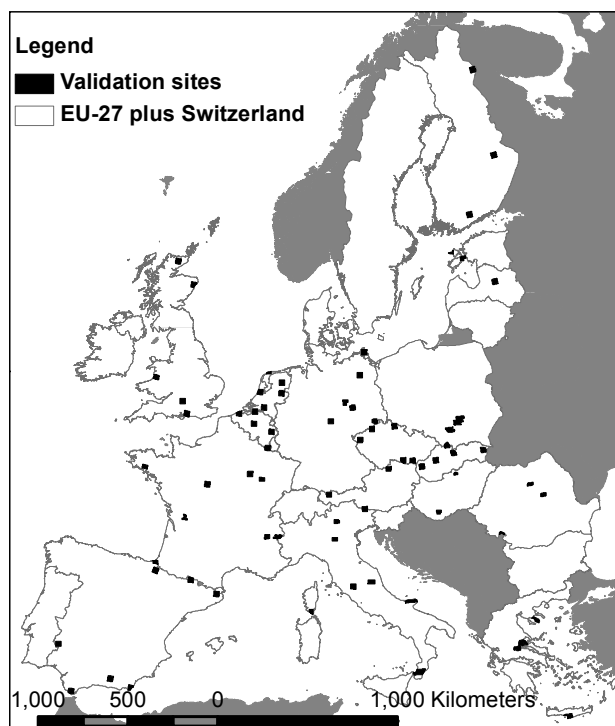 Legend
Validation sites
EU-27 plus Switzerland
1,000 500 0 1,000 Kilometers